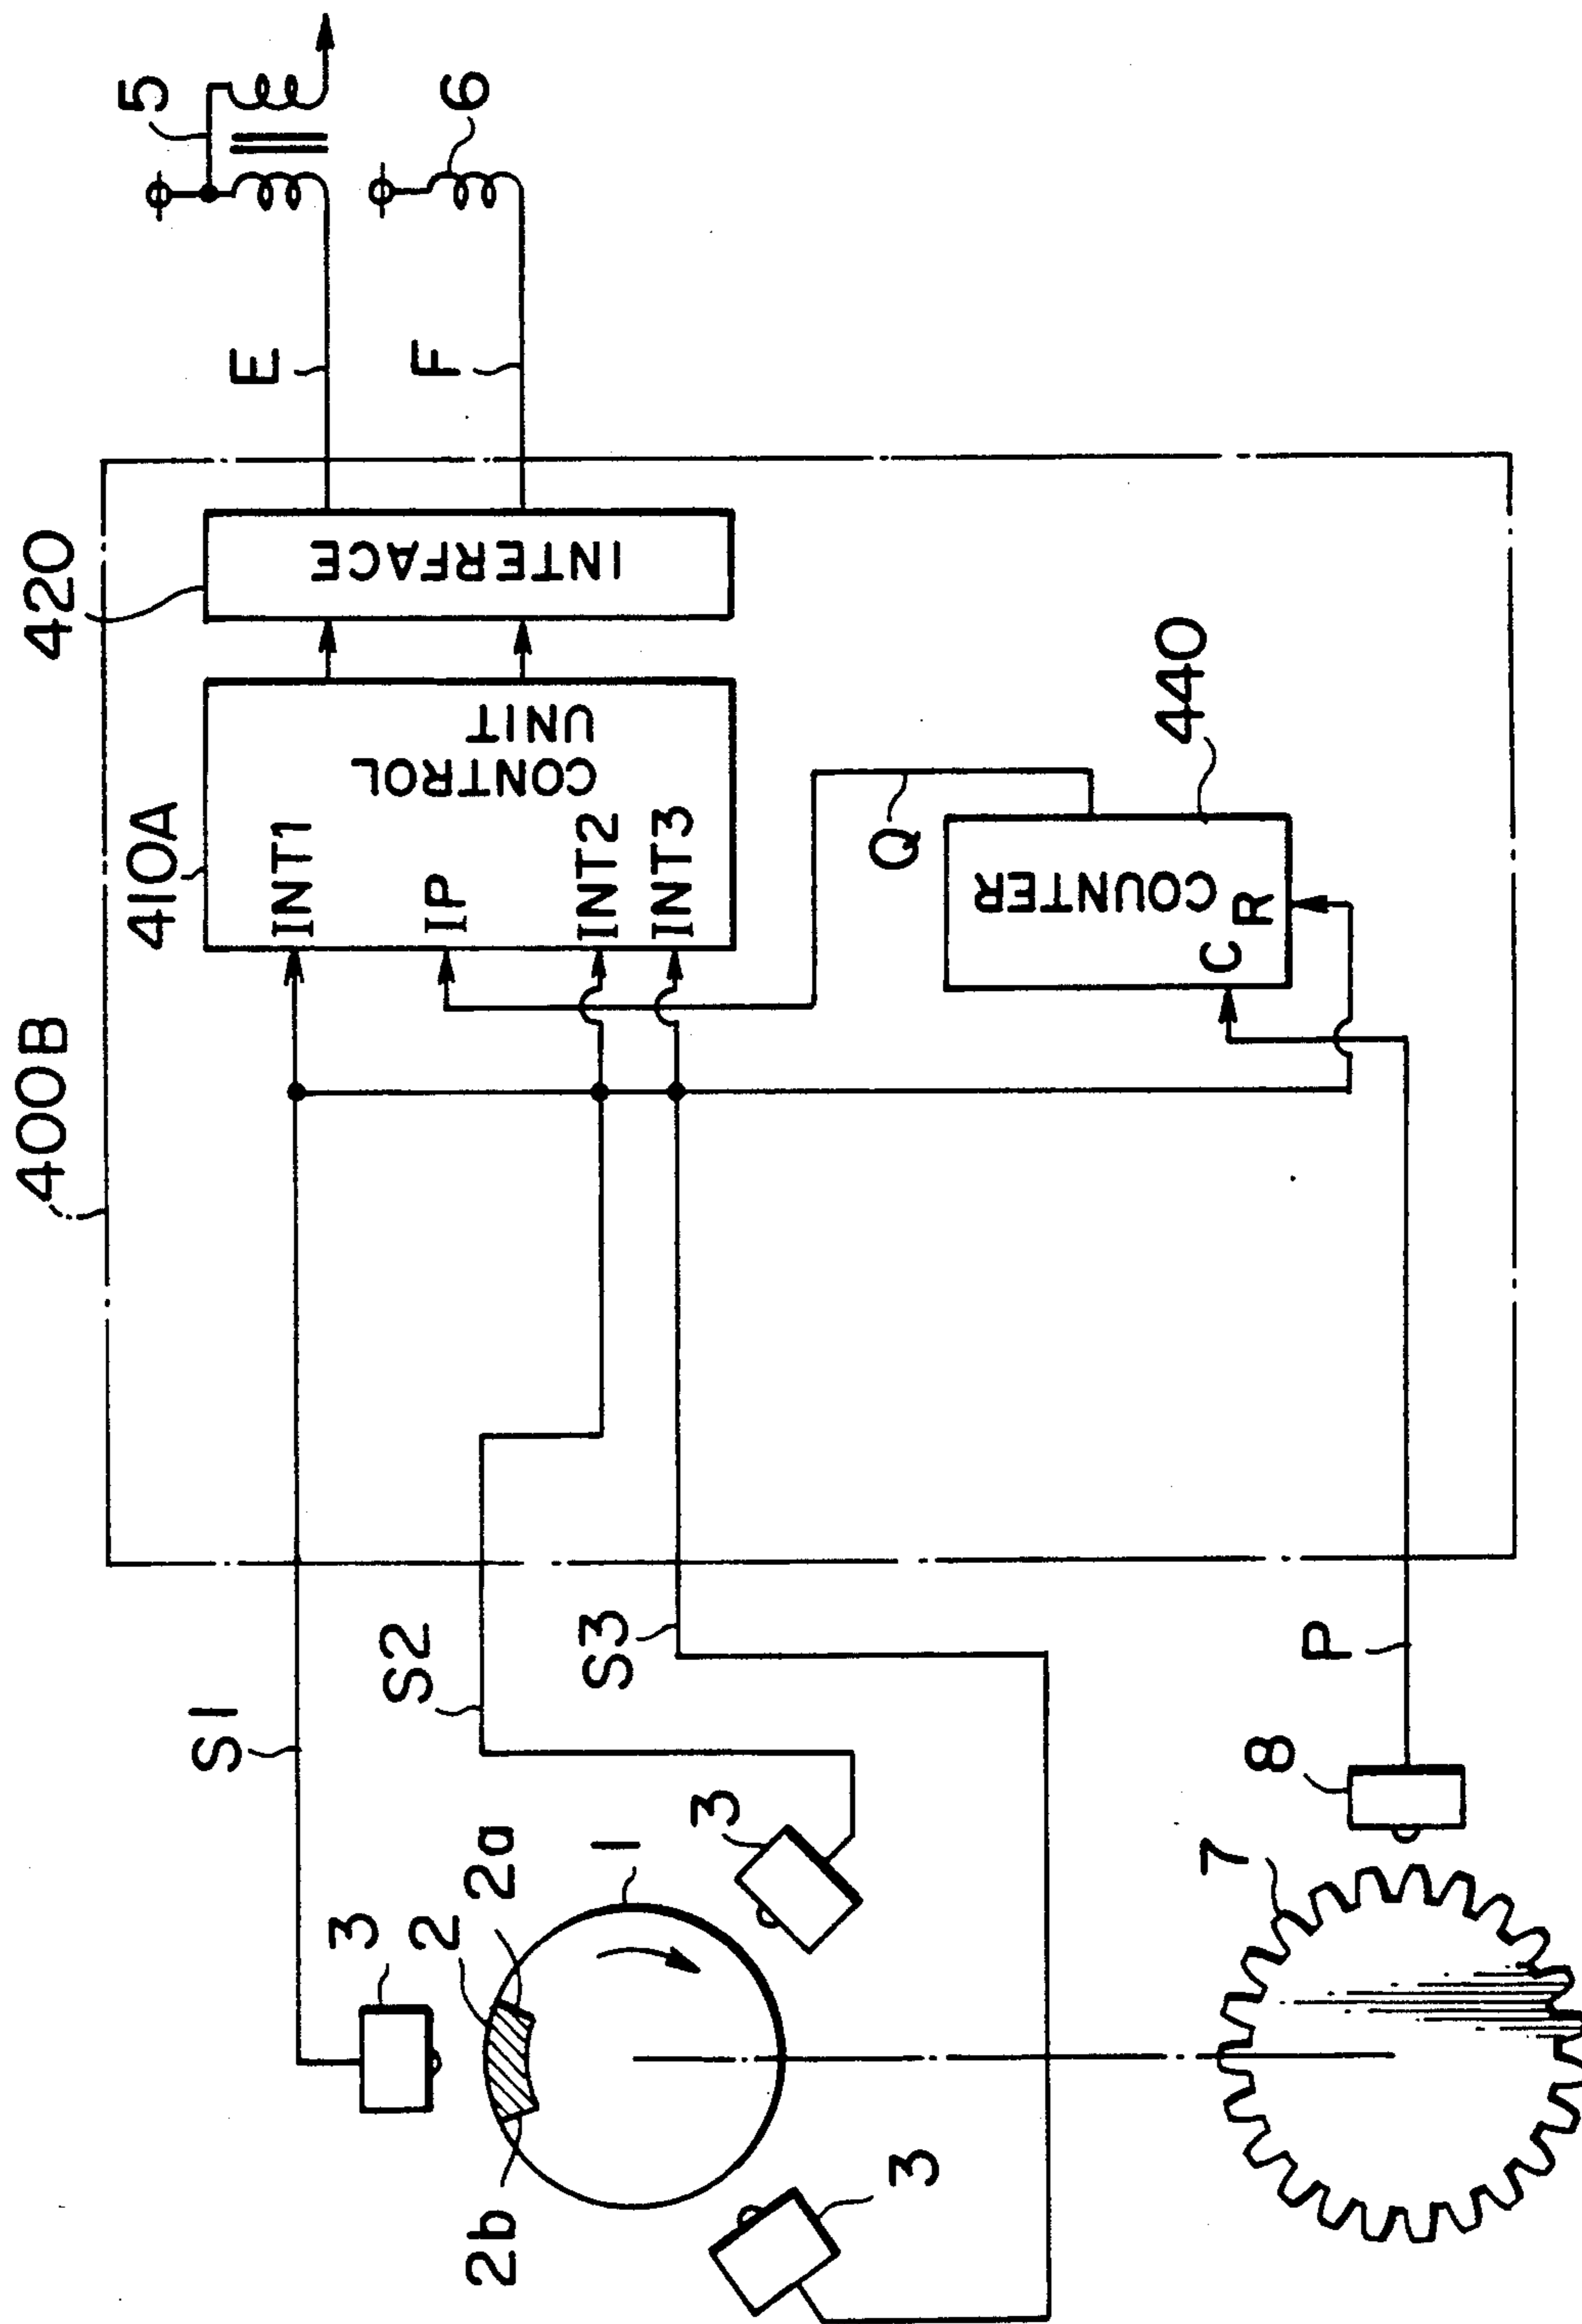 400B
410A
420
5
6
E
F
INT1
IP
INT2
INT3
CONTROL
UNIT
INTERFACE
Q
COUNTER
C
R
440
S1
S2
S3
P
3
2
2a
2b
1
3
3
7
8